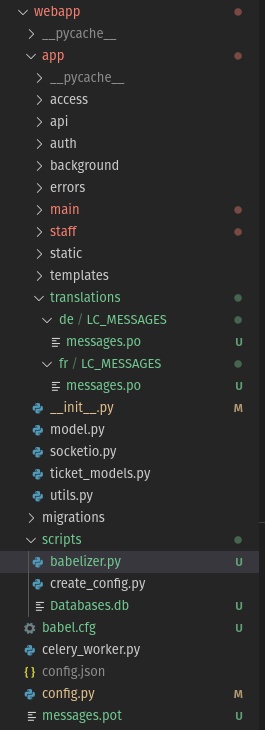 webapp
__pycache__
app
__pycache__
access
api
auth
background
errors
main
staff
static
templates
translations
de / LC_MESSAGES
messages.po U
fr / LC_MESSAGES
messages.po U
__init__.py M
model.py
socketio.py
ticket_models.py
utils.py
migrations
scripts
babelizer.py U
create_config.py
Databases.db U
babel.cfg U
celery_worker.py
{} config.json
config.py M
messages.pot U